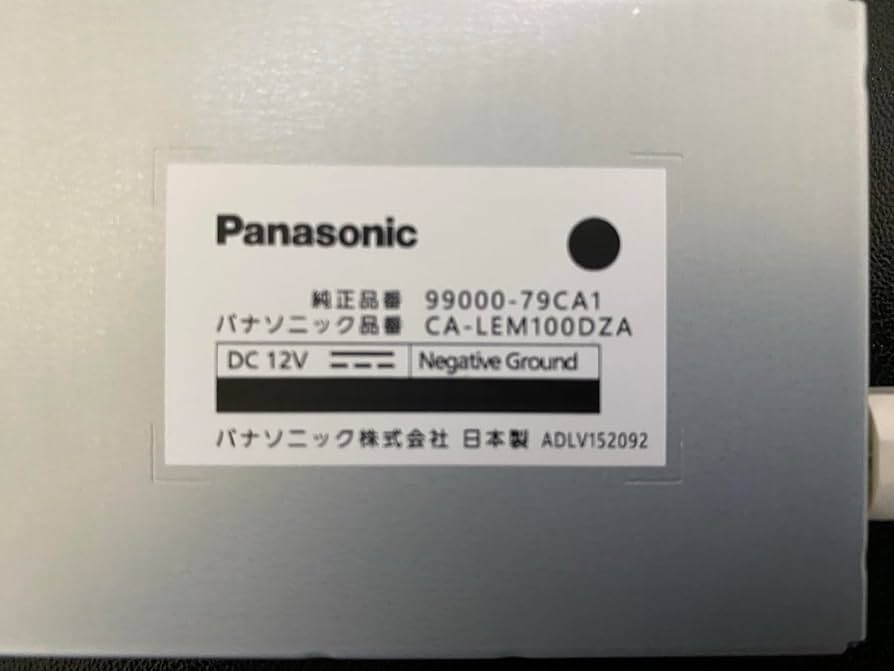 Panasonic
純正品番 99000-79CA1
パナソニック品番 CA-LEM100DZA
DC 12V Negative Ground
パナソニック株式会社 日本製 ADLV152092